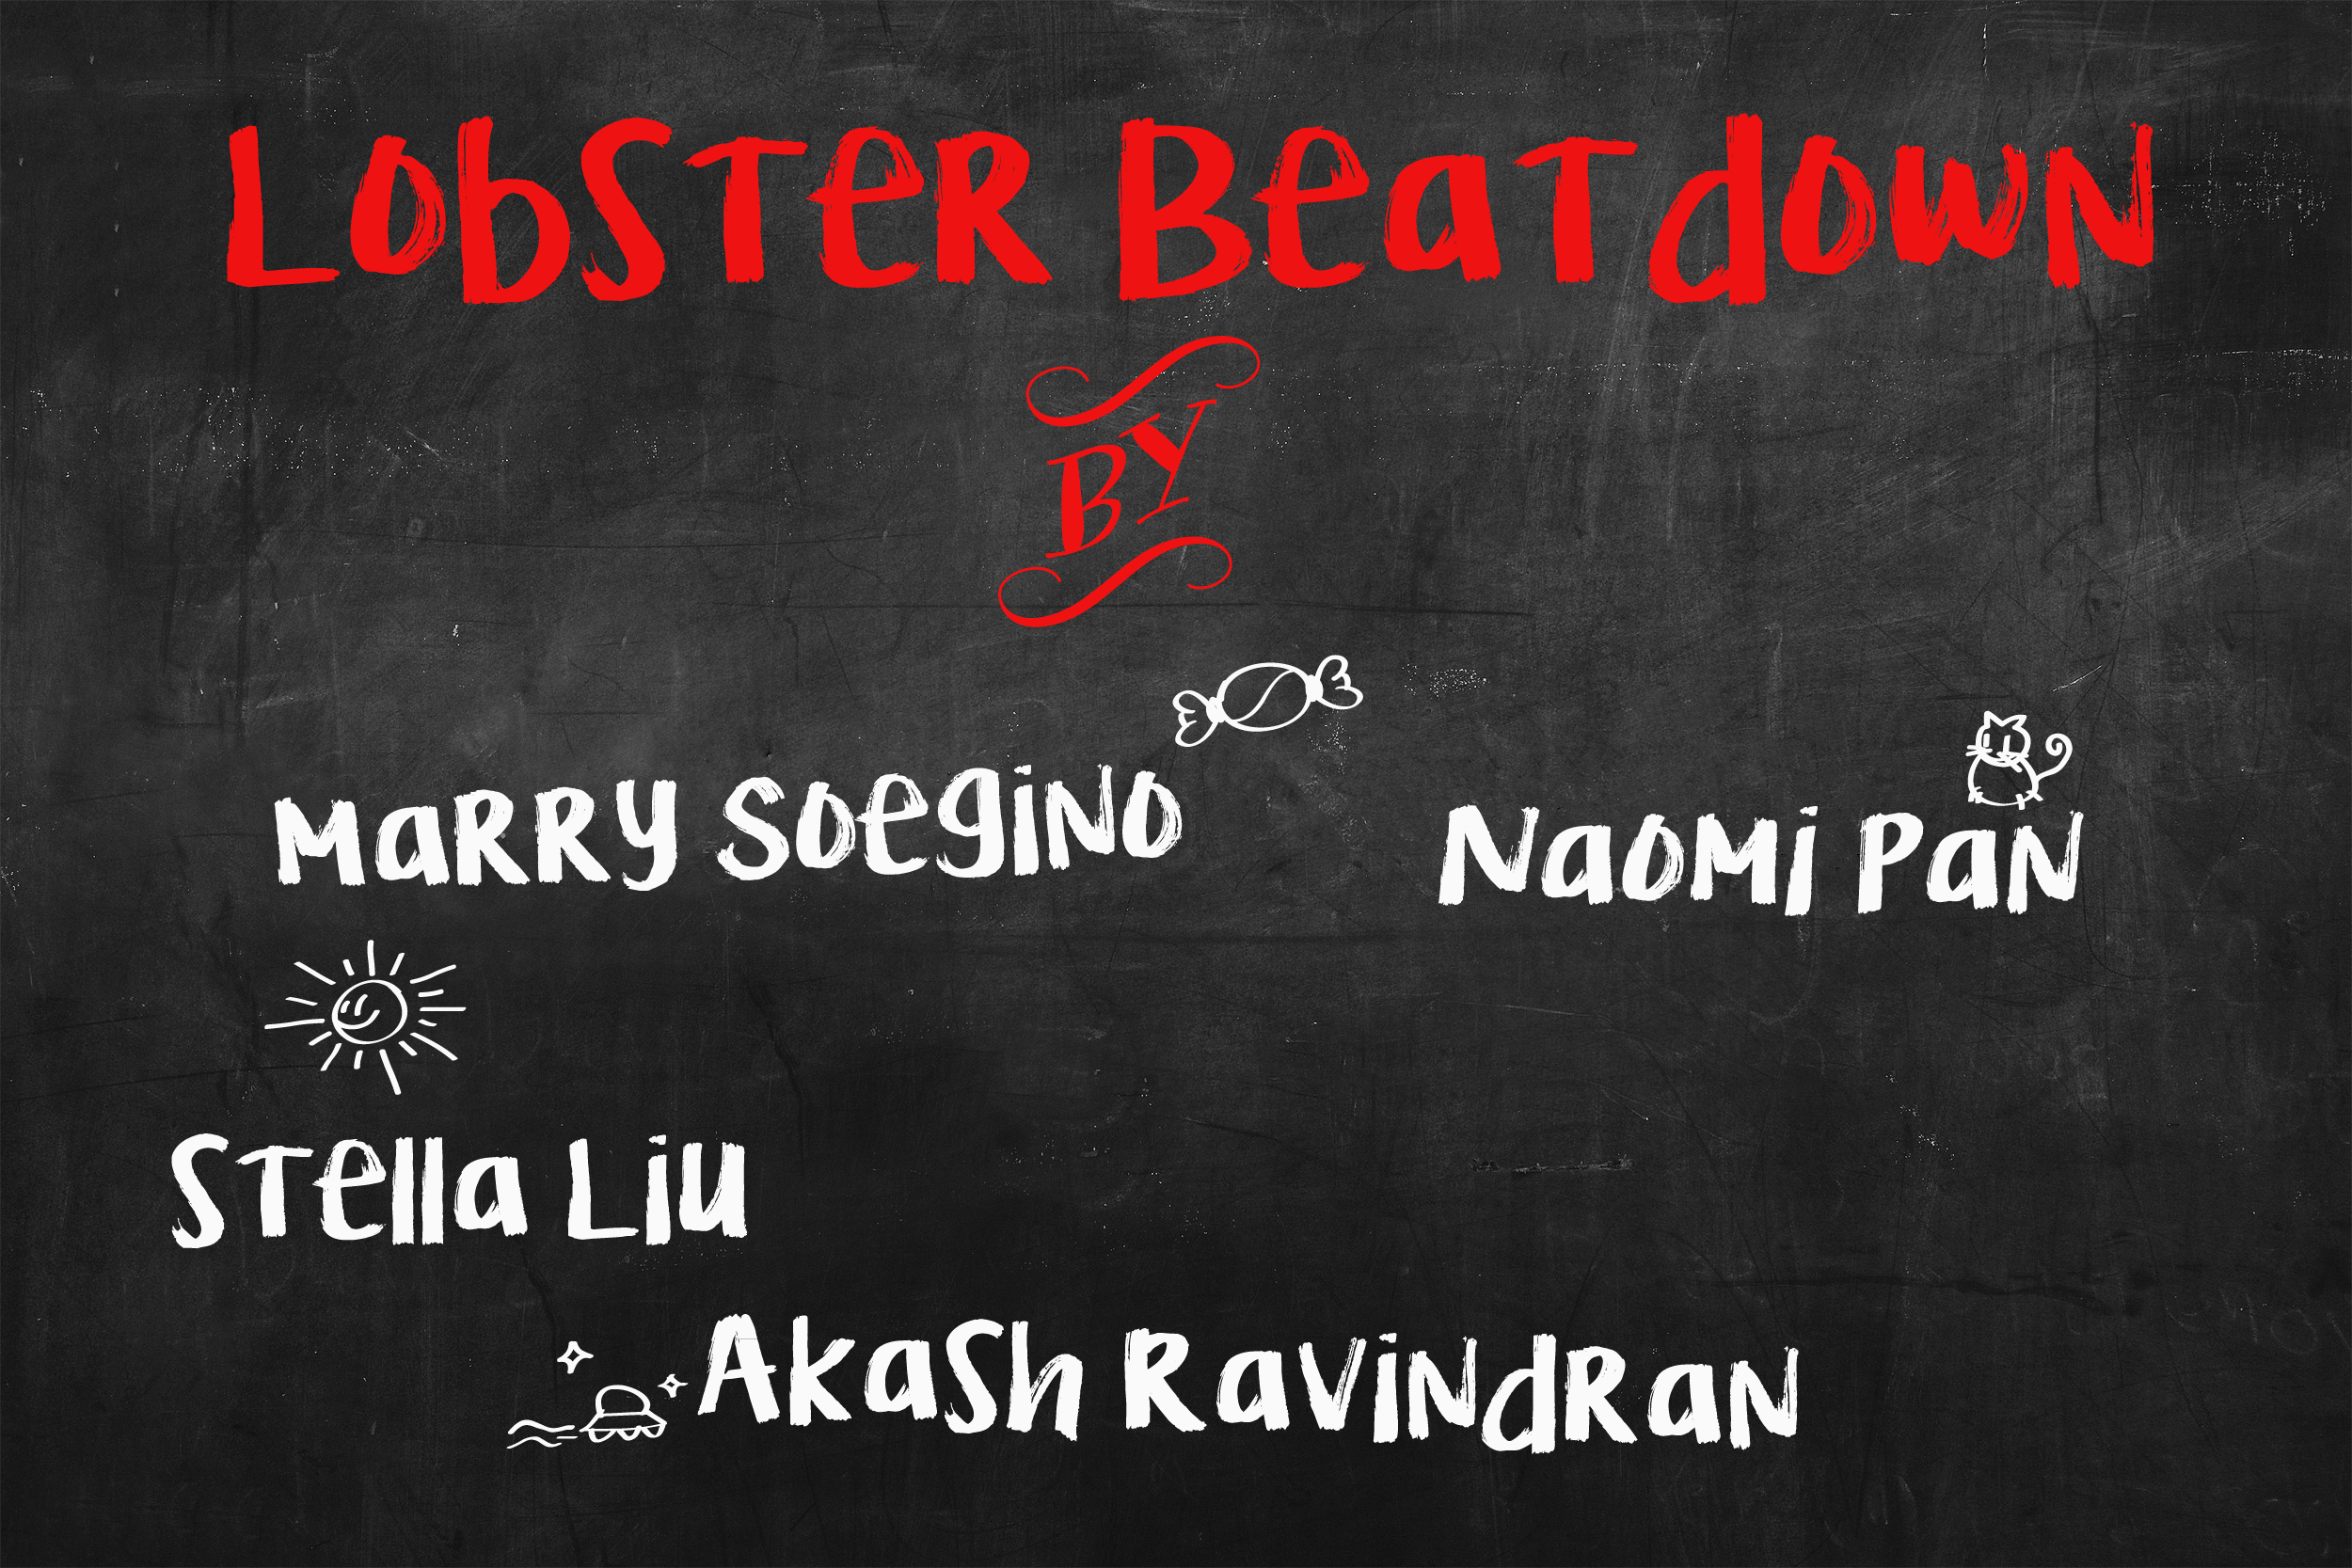 Lobster Beatdown
BY
Marry Soegino
Naomi Pan
Stella Liu
Akash Ravindran